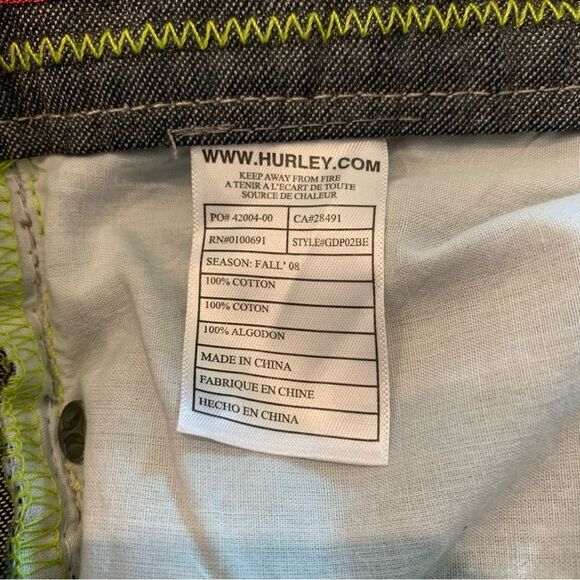 WWW.HURLEY.COM
KEEP AWAY FROM FIRE
A TENIR A L'ECART DE TOUTE
SOURCE DE CHALEUR
PO# 42004-00 CA#28491
RN#0100691 STYLE#GDP02BE
SEASON: FALL' 08
100% COTTON
100% COTON
100% ALGODON
MADE IN CHINA
FABRIQUE EN CHINE
HECHO EN CHINA